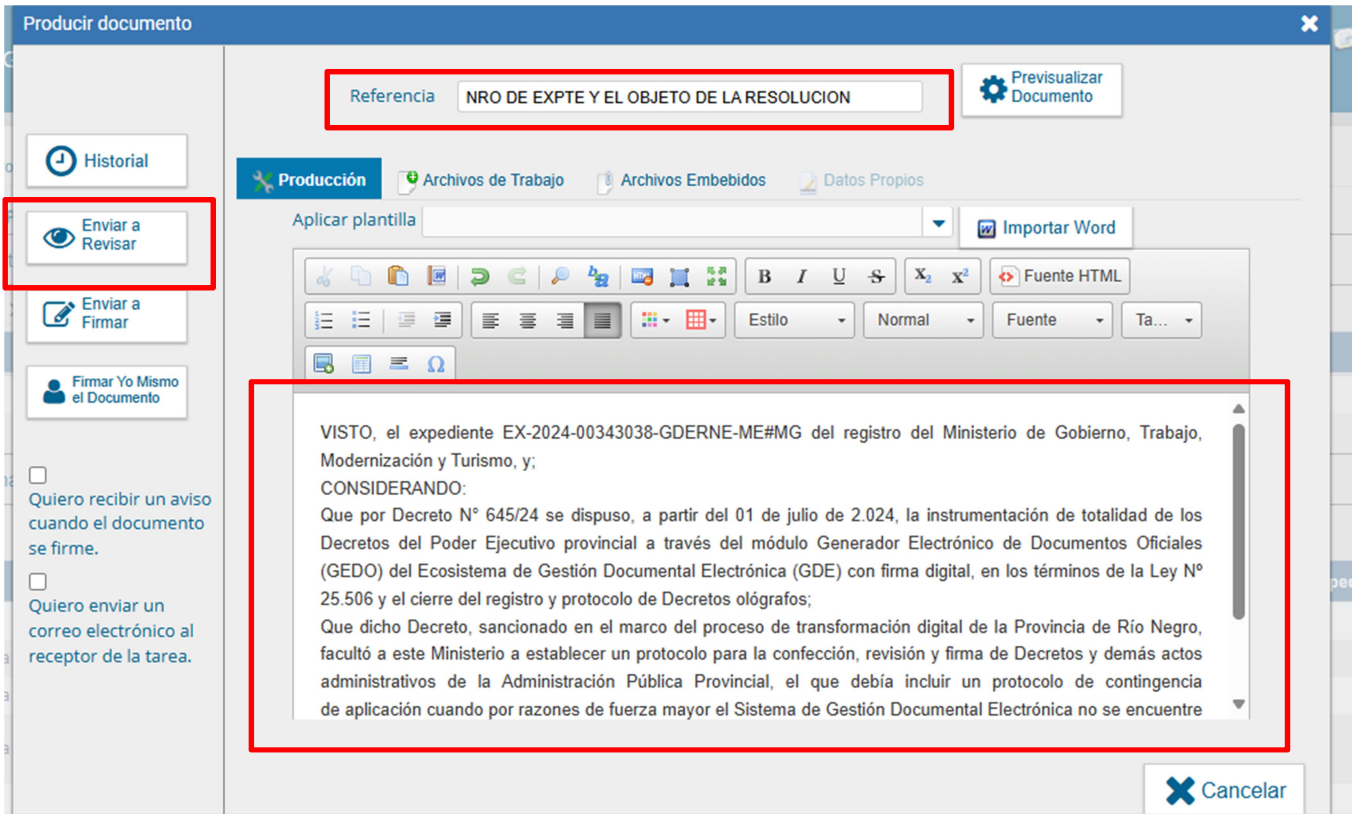 Producir documento
Referencia
NRO DE EXPTE Y EL OBJETO DE LA RESOLUCION
Previsualizar
Documento
Historial
Enviar a
Revisar
Enviar a
Firmar
Firmar Yo Mismo
el Documento
Quiero recibir un aviso
cuando el documento
se firme.
Quiero enviar un
correo electrónico al
receptor de la tarea.
Producción
Archivos de Trabajo
Archivos Embebidos
Datos Propios
Aplicar plantilla
Importar Word
Fuente HTML
Estilo
Normal
Fuente
Ta...
VISTO, el expediente EX-2024-00343038-GDERNE-ME#MG del registro del Ministerio de Gobierno, Trabajo,
Modernización y Turismo, y;
CONSIDERANDO:
Que por Decreto N° 645/24 se dispuso, a partir del 01 de julio de 2.024, la instrumentación de totalidad de los
Decretos del Poder Ejecutivo provincial a través del módulo Generador Electrónico de Documentos Oficiales
(GEDO) del Ecosistema de Gestión Documental Electrónica (GDE) con firma digital, en los términos de la Ley Nº
25.506 y el cierre del registro y protocolo de Decretos ológrafos;
Que dicho Decreto, sancionado en el marco del proceso de transformación digital de la Provincia de Río Negro,
facultó a este Ministerio a establecer un protocolo para la confección, revisión y firma de Decretos y demás actos
administrativos de la Administración Pública Provincial, el que debía incluir un protocolo de contingencia
de aplicación cuando por razones de fuerza mayor el Sistema de Gestión Documental Electrónica no se encuentre
Cancelar